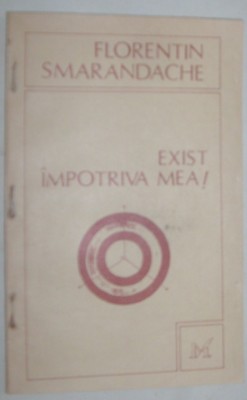 FLORENTIN
SMARANDACHE
EXIST
ÎMPOTRIVA MEA!